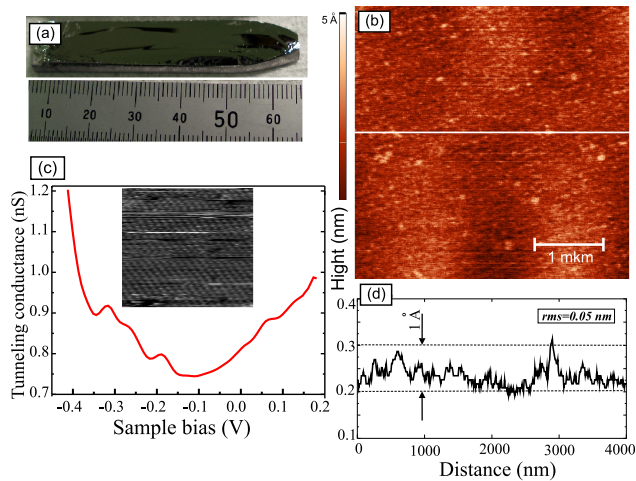 (a)
10 20 30 40 50 60
5 Å
Hight (nm)
(b)
1 mkm
(c)
Tunneling conductance (nS)
1.2
1.1
1.0
0.9
0.8
0.7
-0.4 -0.3 -0.2 -0.1 0.0 0.1 0.2
Sample bias (V)
(d)
rms=0.05 nm
1 Å
0.4
0.3
0.2
0.1
0 1000 2000 3000 4000
Distance (nm)